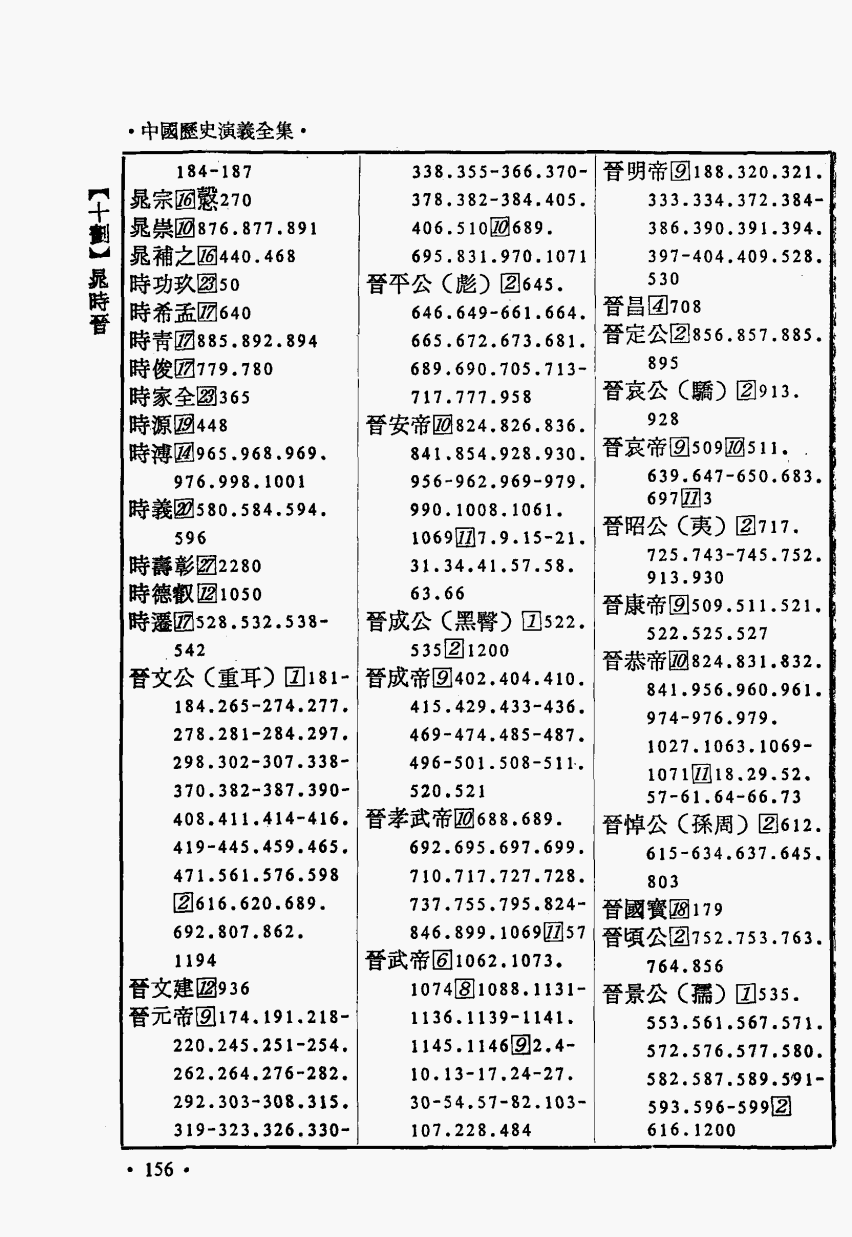 ·中國歷史演義全集·
【十劃】晁時晉
184-187
晁宗16慤270
晁崇10876.877.891
晁補之16440.468
時功玖2350
時希孟17640
時青17885.892.894
時俊17779.780
時家全23365
時源19448
時溥14965.968.969.
976.998.1001
時義20580.584.594.
596
時壽彰272280
時德叡121050
時遷17528.532.538-
542
晉文公（重耳）1181-
184.265-274.277.
278.281-284.297.
298.302-307.338-
370.382-387.390-
408.411.414-416.
419-445.459.465.
471.561.576.598
2616.620.689.
692.807.862.
1194
晉文建12936
晉元帝9174.191.218-
220.245.251-254.
262.264.276-282.
292.303-308.315.
319-323.326.330-
338.355-366.370-
378.382-384.405.
406.51010689.
695.831.970.1071
晉平公（彪）2645.
646.649-661.664.
665.672.673.681.
689.690.705.713-
717.777.958
晉安帝10824.826.836.
841.854.928.930.
956-962.969-979.
990.1008.1061.
1069117.9.15-21.
31.34.41.57.58.
63.66
晉成公（黑臀）1522.
53521200
晉成帝9402.404.410.
415.429.433-436.
469-474.485-487.
496-501.508-511.
520.521
晉孝武帝10688.689.
692.695.697.699.
710.717.727.728.
737.755.795.824-
846.899.10691157
晉武帝61062.1073.
107481088.1131-
1136.1139-1141.
1145.114692.4-
10.13-17.24-27.
30-54.57-82.103-
107.228.484
晉明帝9188.320.321.
333.334.372.384-
386.390.391.394.
397-404.409.528.
530
晉昌4708
晉定公2856.857.885.
895
晉哀公（驕）2913.
928
晉哀帝950910511.
639.647-650.683.
697113
晉昭公（夷）2717.
725.743-745.752.
913.930
晉康帝9509.511.521.
522.525.527
晉恭帝10824.831.832.
841.956.960.961.
974-976.979.
1027.1063.1069-
10711118.29.52.
57-61.64-66.73
晉悼公（孫周）2612.
615-634.637.645.
803
晉國寶18179
晉頃公2752.753.763.
764.856
晉景公（孺）1535.
553.561.567.571.
572.576.577.580.
582.587.589.591-
593.596-5992
616.1200
·156·